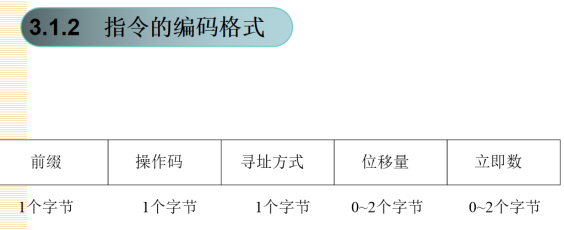 3.1.2 指令的编码格式
前缀 操作码 寻址方式 位移量 立即数
1个字节 1个字节 1个字节 0~2个字节 0~2个字节